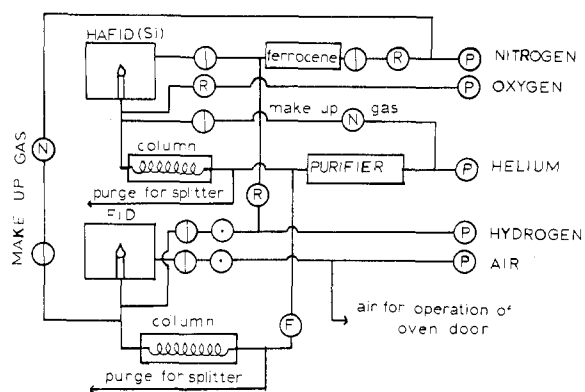 HAFID (Si)
ferrocene
R
P
NITROGEN
R
P
OXYGEN
make up gas
N
MAKE UP GAS
N
column
PURIFIER
P
HELIUM
purge for splitter
R
FID
P
HYDROGEN
P
AIR
air for operation of
oven door
column
F
purge for splitter